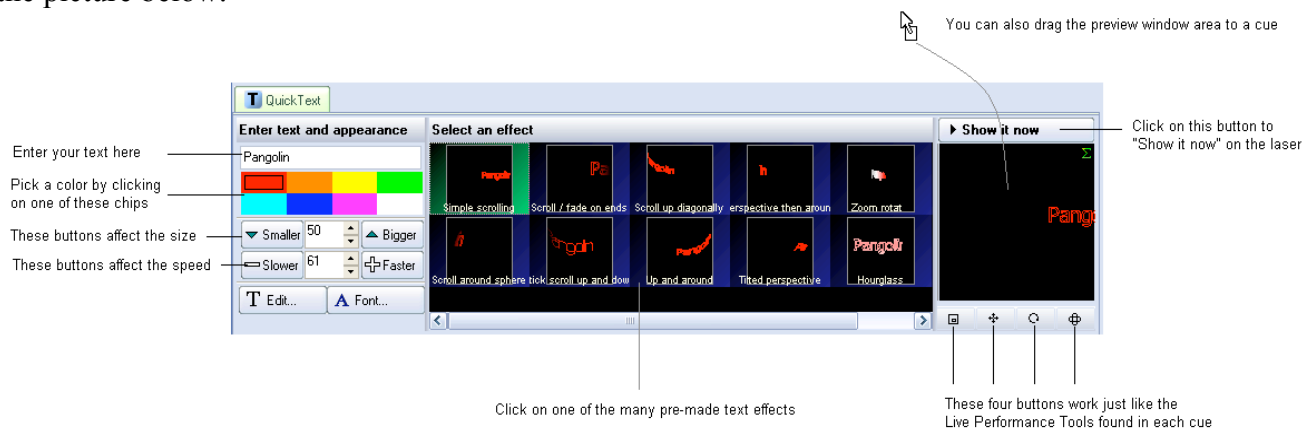 the picture below.
You can also drag the preview window area to a cue
T QuickText
Enter text and appearance
Select an effect
Show it now
Click on this button to
"Show it now" on the laser
Enter your text here
Pangolin
Pick a color by clicking
on one of these chips
Pangolin
Pa
Simple scrolling
Scroll / fade on ends
Scroll up diagonally
erspective then aroun
Zoom rotat
Σ
Pang
These buttons affect the size
Smaller 50 Bigger
These buttons affect the speed
Slower 61 Faster
angoln
Pangolin
Scroll around sphere
tick scroll up and dow
Up and around
Tilted perspective
Hourglass
T Edit...
A Font...
Click on one of the many pre-made text effects
These four buttons work just like the
Live Performance Tools found in each cue